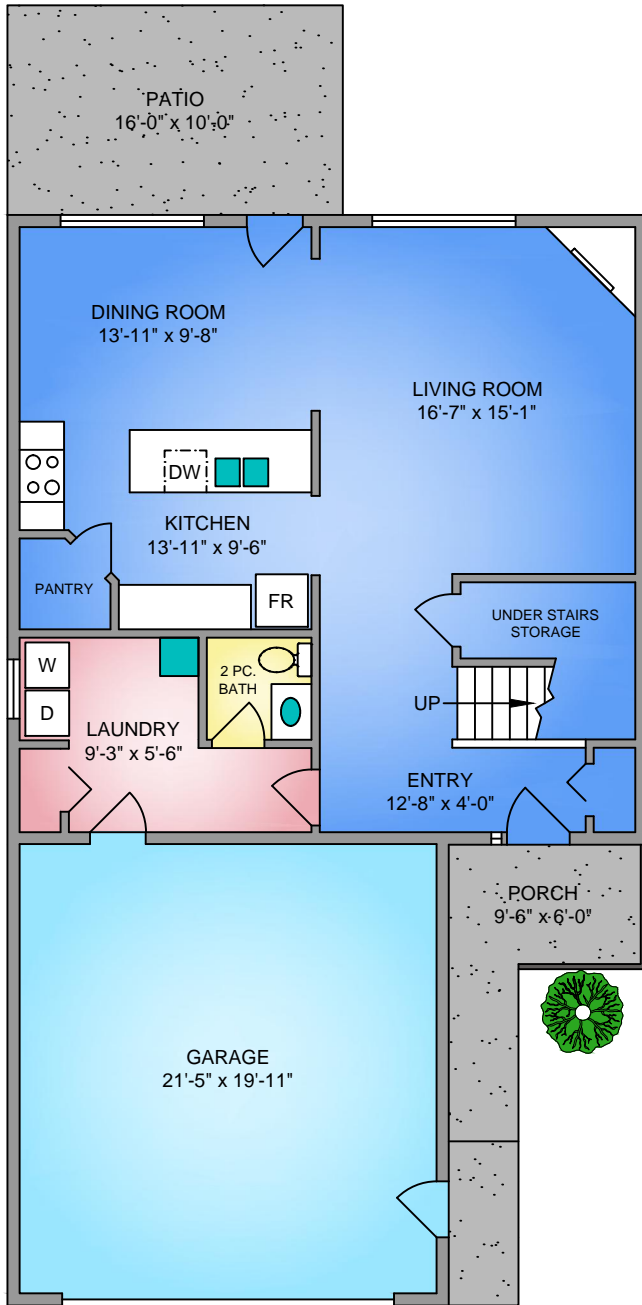 PATIO
16'-0" x 10'-0"
DINING ROOM
13'-11" x 9'-8"
LIVING ROOM
16'-7" x 15'-1"
DW
KITCHEN
13'-11" x 9'-6"
PANTRY
FR
UNDER STAIRS
STORAGE
W
D
2 PC.
BATH
LAUNDRY
9'-3" x 5'-6"
UP
ENTRY
12'-8" x 4'-0"
PORCH
9'-6" x 6'-0"
GARAGE
21'-5" x 19'-11"